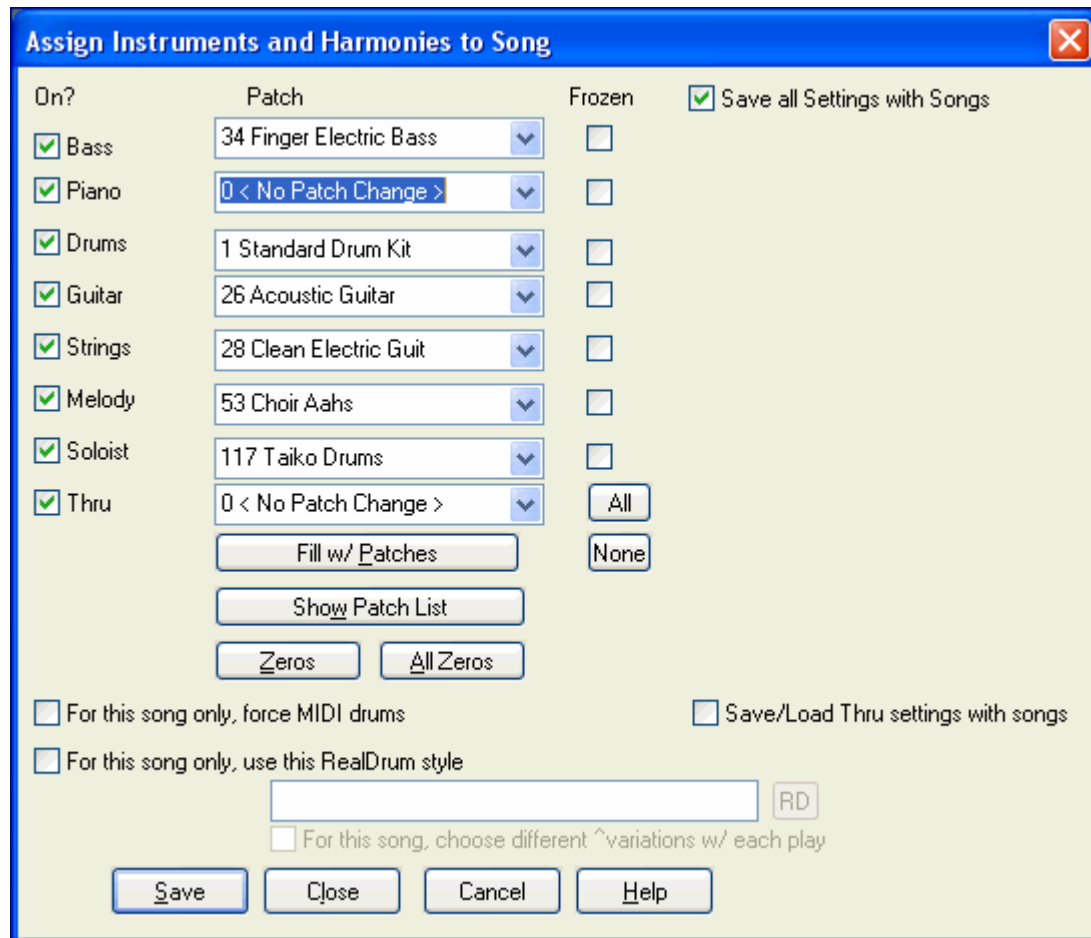 Assign Instruments and Harmonies to Song
On? Patch Frozen Save all Settings with Songs
Bass 34 Finger Electric Bass
Piano 0 < No Patch Change >
Drums 1 Standard Drum Kit
Guitar 26 Acoustic Guitar
Strings 28 Clean Electric Guit
Melody 53 Choir Aahs
Soloist 117 Taiko Drums
Thru 0 < No Patch Change > All
Fill w/ Patches None
Show Patch List
Zeros All Zeros
For this song only, force MIDI drums Save/Load Thru settings with songs
For this song only, use this RealDrum style
RD
For this song, choose different ^variations w/ each play
Save Close Cancel Help